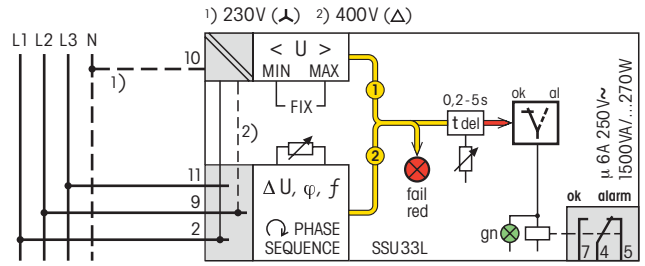 1) 230V (⅄) 2) 400V (△)
L1 L2 L3 N
10
1)
< U >
MIN MAX
FIX
2)
1
2
0,2-5s
t del
ok al
μ 6A 250V~
1500VA/...270W
fail
red
11
9
2
Δ U, φ, f
PHASE
SEQUENCE
SSU33L
gn
ok alarm
7 4 5